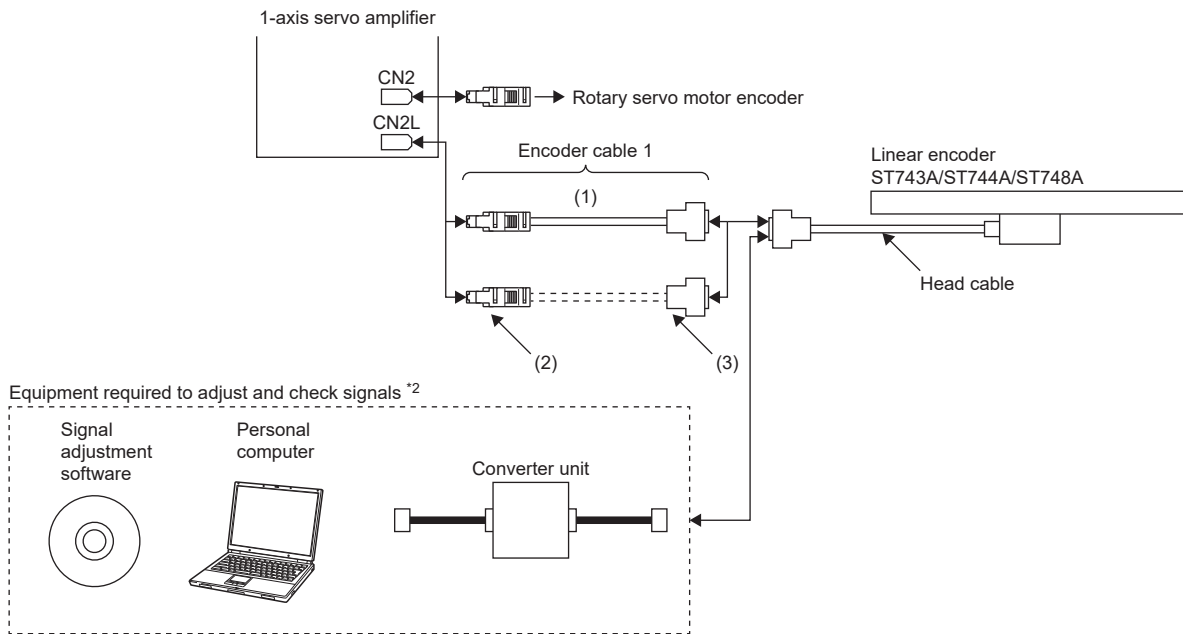 1-axis servo amplifier
CN2
Rotary servo motor encoder
CN2L
Encoder cable 1
(1)
Linear encoder
ST743A/ST744A/ST748A
Head cable
(2)
(3)
Equipment required to adjust and check signals *2
Signal
adjustment
software
Personal
computer
Converter unit